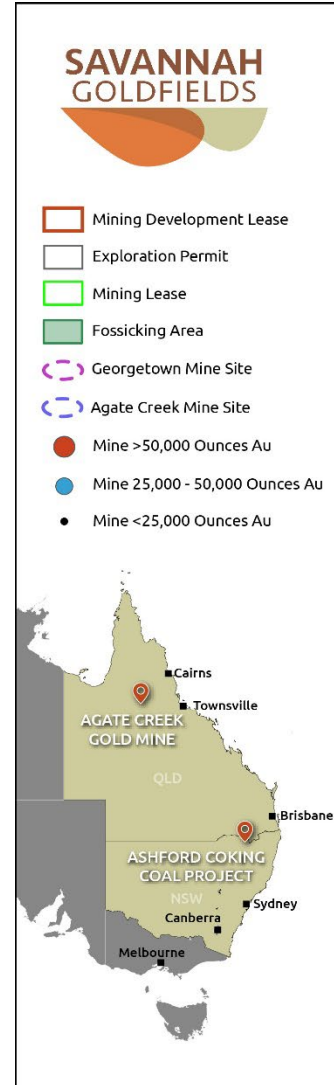 SAVANNAH
GOLDFIELDS
Mining Development Lease
Exploration Permit
Mining Lease
Fossicking Area
Georgetown Mine Site
Agate Creek Mine Site
Mine >50,000 Ounces Au
Mine 25,000 - 50,000 Ounces Au
Mine <25,000 Ounces Au
Cairns
Townsville
AGATE CREEK
GOLD MINE
QLD
Brisbane
ASHFORD COKING
COAL PROJECT
NSW
Sydney
Canberra
Melbourne